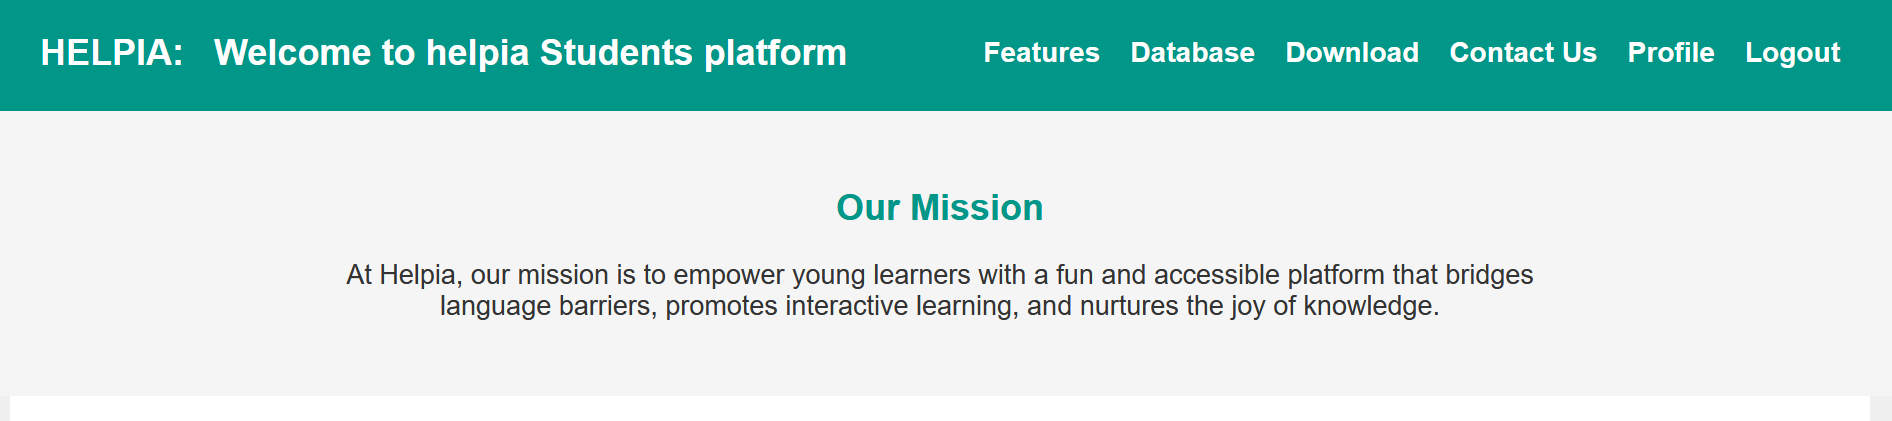 HELPIA: Welcome to helpia Students platform Features Database Download Contact Us Profile Logout
Our Mission
At Helpia, our mission is to empower young learners with a fun and accessible platform that bridges
language barriers, promotes interactive learning, and nurtures the joy of knowledge.